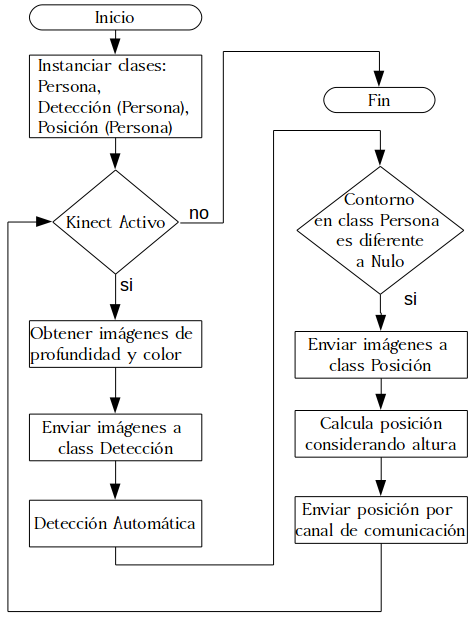 Inicio
Instanciar clases:
Persona,
Detección (Persona),
Posición (Persona)
Kinect Activo
no
si
Obtener imágenes de
profundidad y color
Enviar imágenes a
class Detección
Detección Automática
Fin
Contorno
en class Persona
es diferente
a Nulo
si
Enviar imágenes a
class Posición
Calcula posición
considerando altura
Enviar posición por
canal de comunicación